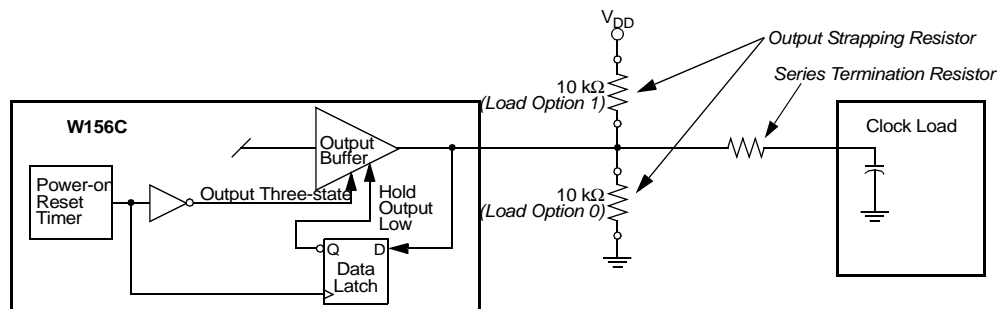 V DD
Output Strapping Resistor
Series Termination Resistor
10 kΩ
(Load Option 1)
W156C
Clock Load
Output
Buffer
Power-on
Reset
Timer
Output Three-state
Hold
Output
Low
10 kΩ
(Load Option 0)
Q
D
Data
Latch